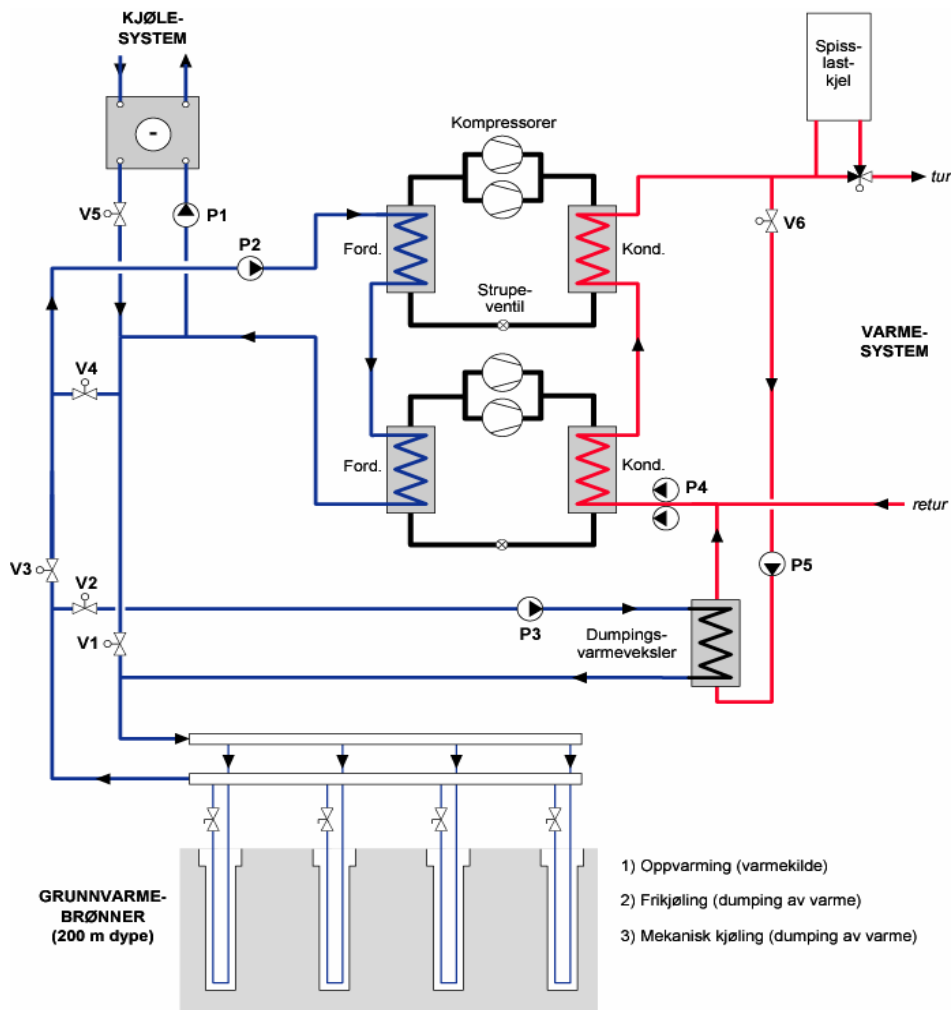 KJØLE-
SYSTEM
Spiss-
last-
kjel
-
Kompressorer
tur
V5
P1
P2
V6
Ford.
Kond.
Strupe-
ventil
VARME-
SYSTEM
V4
Ford.
Kond.
P4
retur
V3
V2
P5
V1
P3
Dumpings-
varmeveksler
GRUNNVARME-
BRØNNER
(200 m dype)
1) Oppvarming (varmekilde)
2) Frikjøling (dumping av varme)
3) Mekanisk kjøling (dumping av varme)